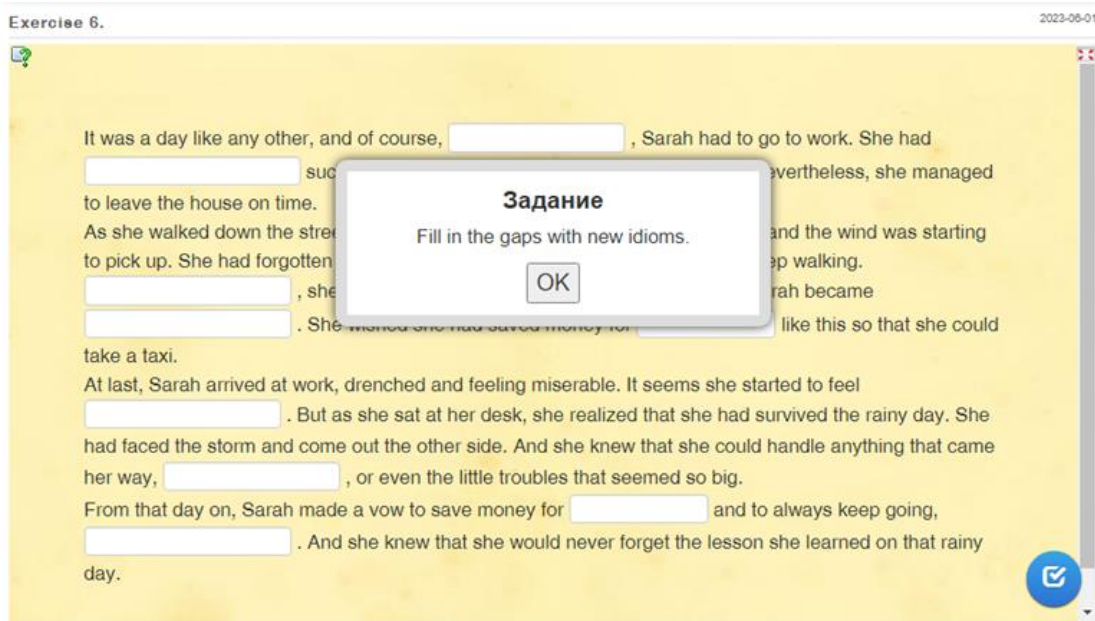 Exercise 6.
2023-06-01
It was a day like any other, and of course, , Sarah had to go to work. She had
suc evertheless, she managed
to leave the house on time.
As she walked down the stree and the wind was starting
to pick up. She had forgotten ep walking.
, she rah became
. She wished she had saved money for like this so that she could
take a taxi.
Задание
Fill in the gaps with new idioms.
OK
At last, Sarah arrived at work, drenched and feeling miserable. It seems she started to feel
. But as she sat at her desk, she realized that she had survived the rainy day. She
had faced the storm and come out the other side. And she knew that she could handle anything that came
her way, , or even the little troubles that seemed so big.
From that day on, Sarah made a vow to save money for and to always keep going,
. And she knew that she would never forget the lesson she learned on that rainy
day.